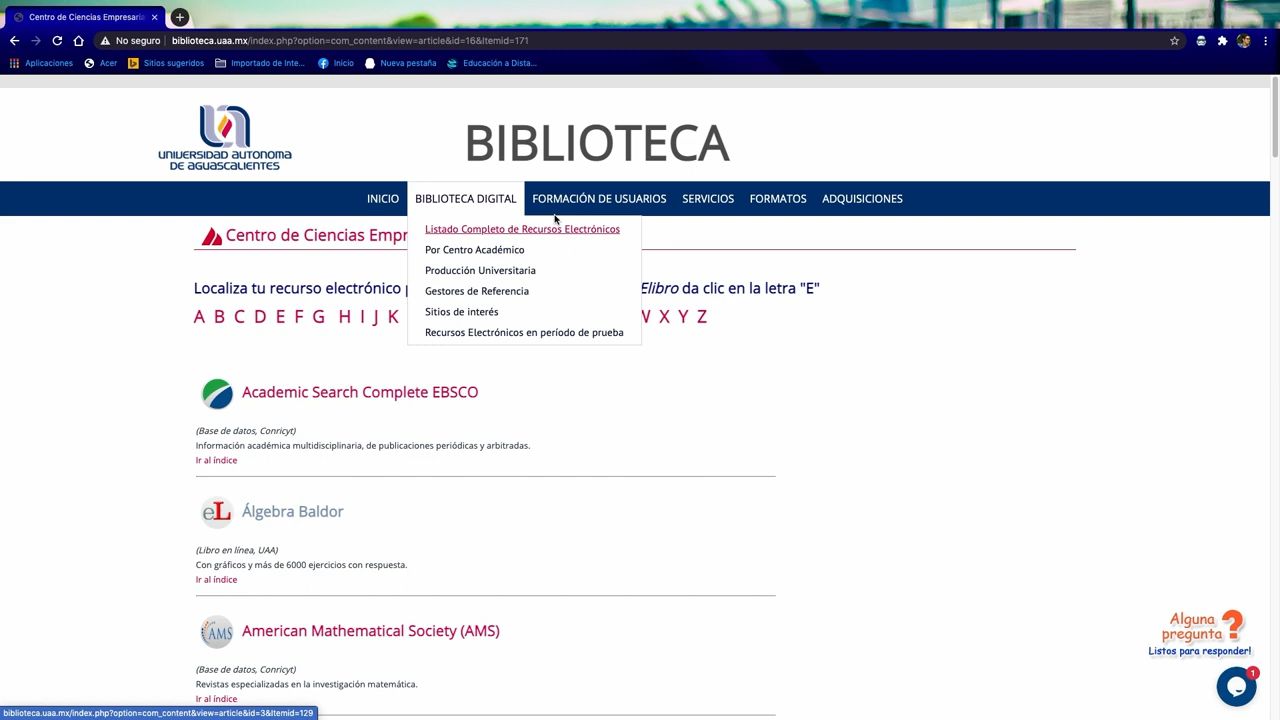 Centro de Ciencias Empresaria
No seguro
biblioteca.uaa.mx/index.php?option=com_content&view=article&id=16&Itemid=171
Aplicaciones
Acer
Sitios sugeridos
Importado de Inte...
Inicio
Nueva pestaña
Educación a Dista...
UNIVERSIDAD AUTONOMA
DE AGUASCALIENTES
BIBLIOTECA
INICIO
BIBLIOTECA DIGITAL
FORMACIÓN DE USUARIOS
SERVICIOS
FORMATOS
ADQUISICIONES
Listado Completo de Recursos Electrónicos
Por Centro Académico
Producción Universitaria
Gestores de Referencia
Sitios de interés
Recursos Electrónicos en período de prueba
Centro de Ciencias Empr
Localiza tu recurso electrónico
Elibro da clic en la letra "E"
A B C D E F G H I J K
X Y Z
Academic Search Complete EBSCO
(Base de datos, Conricyt)
Información académica multidisciplinaria, de publicaciones periódicas y arbitradas.
Ir al índice
eL
Álgebra Baldor
(Libro en línea, UAA)
Con gráficos y más de 6000 ejercicios con respuesta.
Ir al índice
AMS
American Mathematical Society (AMS)
(Base de datos, Conricyt)
Revistas especializadas en la investigación matemática.
Ir al índice
Alguna
pregunta ?
Listos para responder!
1
biblioteca.uaa.mx/index.php?option=com_content&view=article&id=3&Itemid=129